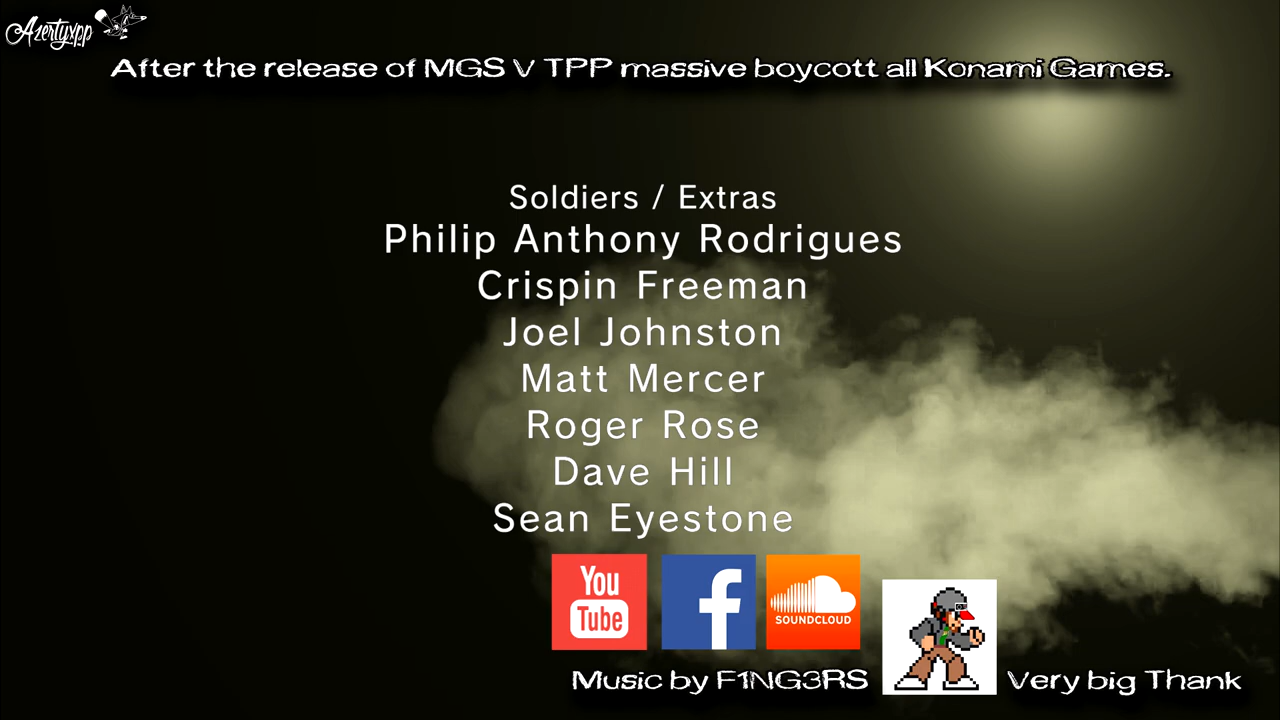 Azertyxpp
After the release of MGS V TPP massive boycott all Konami Games.
Soldiers / Extras
Philip Anthony Rodrigues
Crispin Freeman
Joel Johnston
Matt Mercer
Roger Rose
Dave Hill
Sean Eyestone
You
Tube
f
SOUNDCLOUD
Music by F1NG3RS
Very big Thank